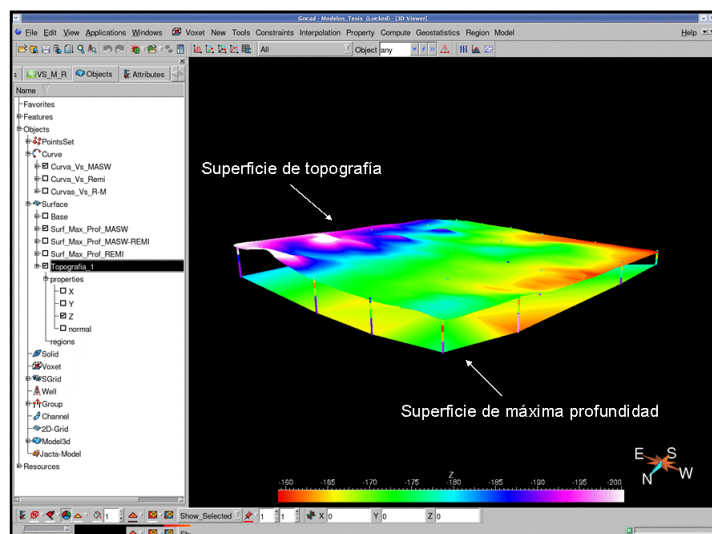 Gocad - Modelos_Tesis (Locked) - [3D Viewer]
File Edit View Applications Windows Voxet New Tools Constraints Interpolation Property Compute Geostatistics Region Model Help
All Object any
s VS_M_R Objects Attributes
Name
Favorites
Features
Objects
PointsSet
Curve
Curva_Vs_MASW
Curva_Vs_Remi
Curvas_Vs_R-M
Surface
Base
Surf_Max_Prof_MASW
Surf_Max_Prof_MASW-REMI
Surf_Max_Prof_REMI
Topografia_1
properties
X
Y
Z
normal
regions
Solid
Voxet
SGrid
Well
Group
Channel
2D-Grid
Model3d
Jacta-Model
Resources
Superficie de topografía
Superficie de máxima profundidad
E S
N W
Z
-160 -165 -170 -175 -180 -185 -190 -195 -200
1 Show_Selected 1 1 X 0 Y 0 Z 0